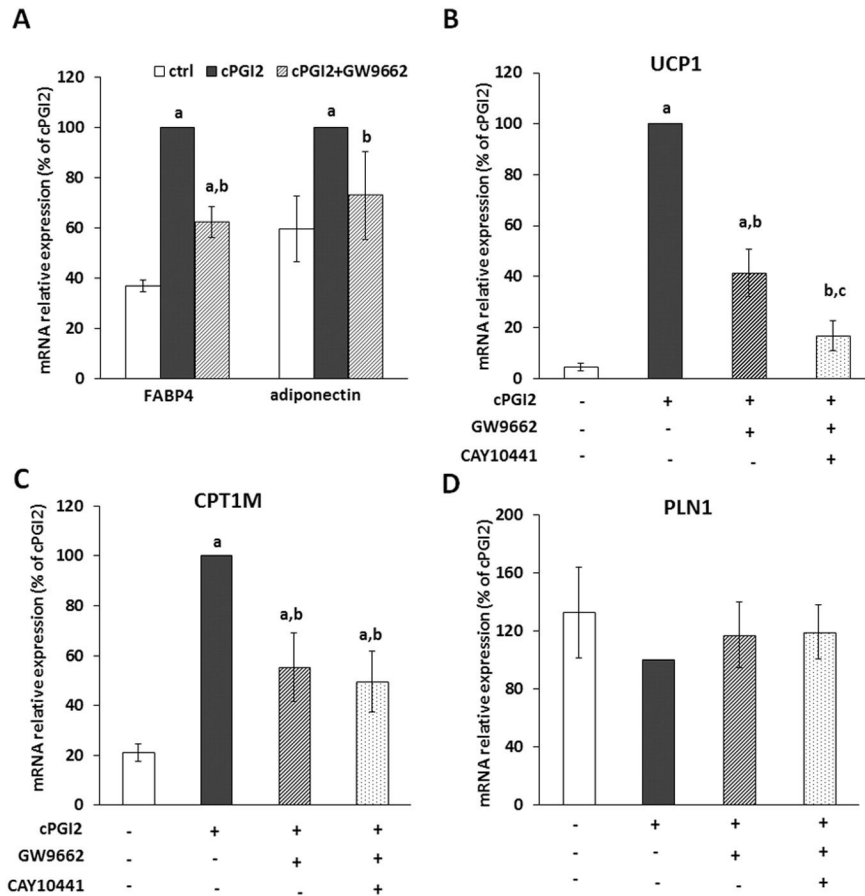 A
ctrl cPGI2 cPGI2+GW9662
mRNA relative expression (% of cPGI2)
120
100
80
60
40
20
0
a
a,b
a
b
FABP4 adiponectin
B
UCP1
mRNA relative expression (% of cPGI2)
120
100
80
60
40
20
0
a
a,b
b,c
cPGI2 - + + +
GW9662 - - + +
CAY10441 - - - +
C
CPT1M
mRNA relative expression (% of cPGI2)
120
100
80
60
40
20
0
a
a,b
a,b
cPGI2 - + + +
GW9662 - - + +
CAY10441 - - - +
D
PLN1
mRNA relative expression (% of cPGI2)
200
160
120
80
40
0
- + + +
- - + +
- - - +